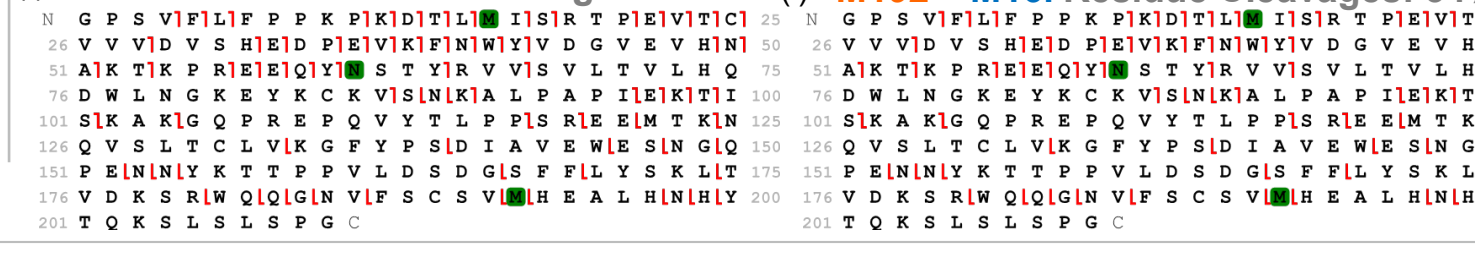 N G P S V F L F P P K P K D T L M I S R T P E V T C 25
26 V V V D V S H E D P E V K F N W Y V D G V E V H N 50
51 A K T K P R E E Q Y N S T Y R V V S V L T V L H Q 75
76 D W L N G K E Y K C K V S N K A L P A P I E K T I 100
101 S K A K G Q P R E P Q V Y T L P P S R E E M T K N 125
126 Q V S L T C L V K G F Y P S D I A V E W E S N G Q 150
151 P E N N Y K T T P P V L D S D G S F F L Y S K L T 175
176 V D K S R W Q Q G N V F S C S V M H E A L H N H Y 200
201 T Q K S L S L S P G C
N G P S V F L F P P K P K D T L M I S R T P E V T
26 V V V D V S H E D P E V K F N W Y V D G V E V H
51 A K T K P R E E Q Y N S T Y R V V S V L T V L H
76 D W L N G K E Y K C K V S N K A L P A P I E K T
101 S K A K G Q P R E P Q V Y T L P P S R E E M T K
126 Q V S L T C L V K G F Y P S D I A V E W E S N G
151 P E N N Y K T T P P V L D S D G S F F L Y S K L
176 V D K S R W Q Q G N V F S C S V M H E A L H N H
201 T Q K S L S L S P G C